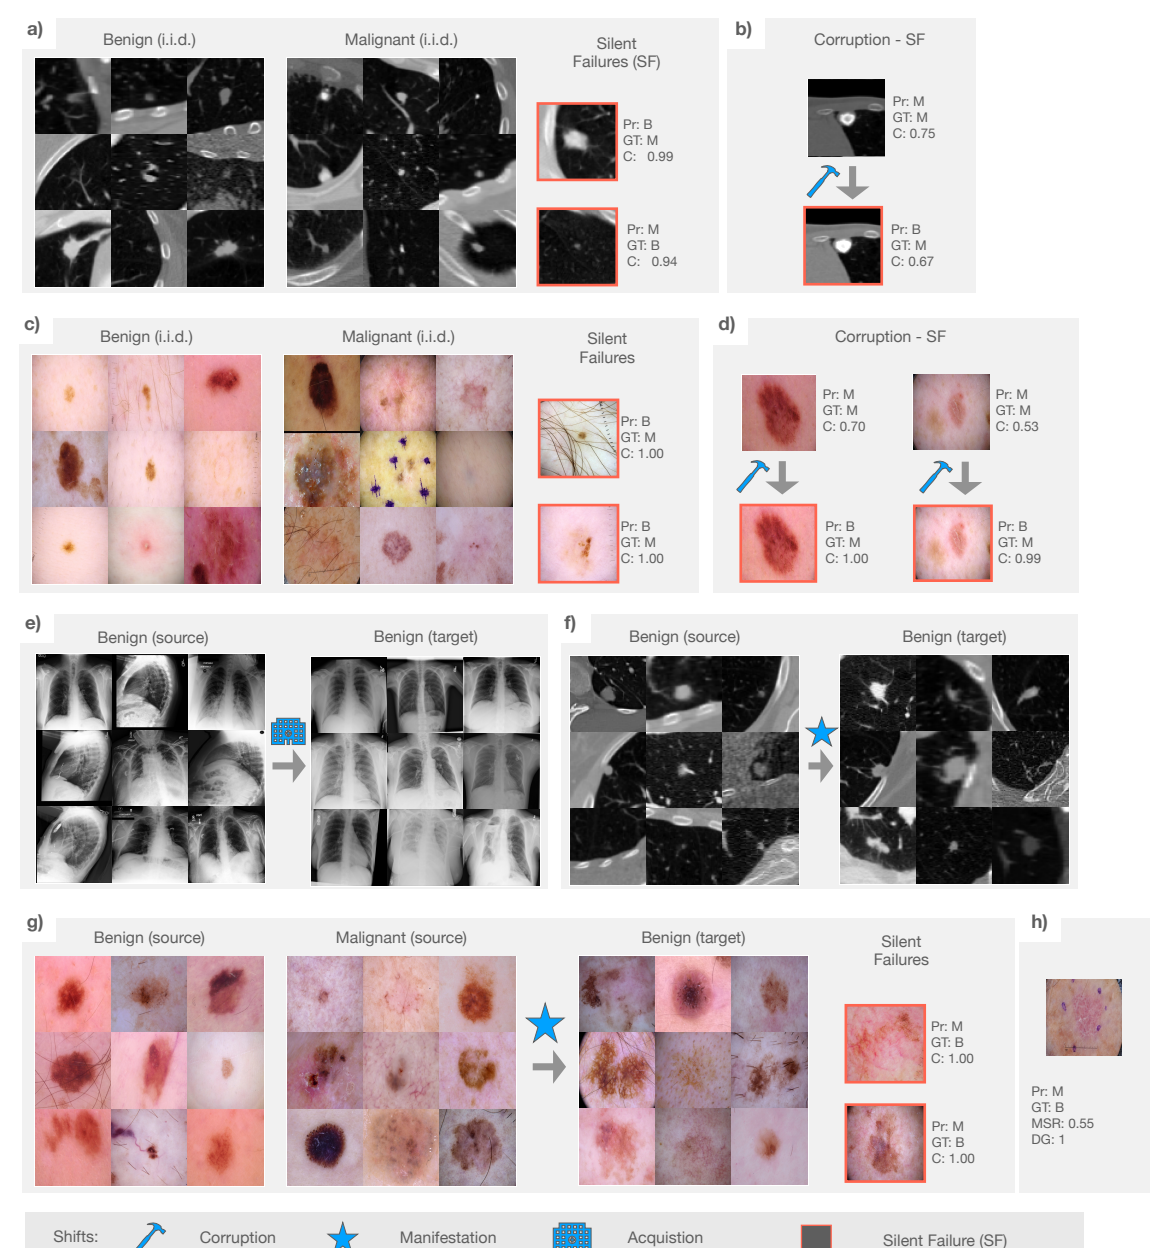 a)
Benign (i.i.d.)
Malignant (i.i.d.)
Silent
Failures (SF)
Pr: B
GT: M
C: 0.99
Pr: M
GT: B
C: 0.94
b)
Corruption - SF
Pr: M
GT: M
C: 0.75
Pr: B
GT: M
C: 0.67
c)
Benign (i.i.d.)
Malignant (i.i.d.)
Silent
Failures
Pr: B
GT: M
C: 1.00
Pr: B
GT: M
C: 1.00
d)
Corruption - SF
Pr: M
GT: M
C: 0.70
Pr: M
GT: M
C: 0.53
Pr: B
GT: M
C: 1.00
Pr: B
GT: M
C: 0.99
e)
Benign (source)
Benign (target)
f)
Benign (source)
Benign (target)
g)
Benign (source)
Malignant (source)
Benign (target)
Silent
Failures
Pr: M
GT: B
C: 1.00
Pr: M
GT: B
C: 1.00
h)
Pr: M
GT: B
MSR: 0.55
DG: 1
Shifts:
Corruption
Manifestation
Acquistion
Silent Failure (SF)